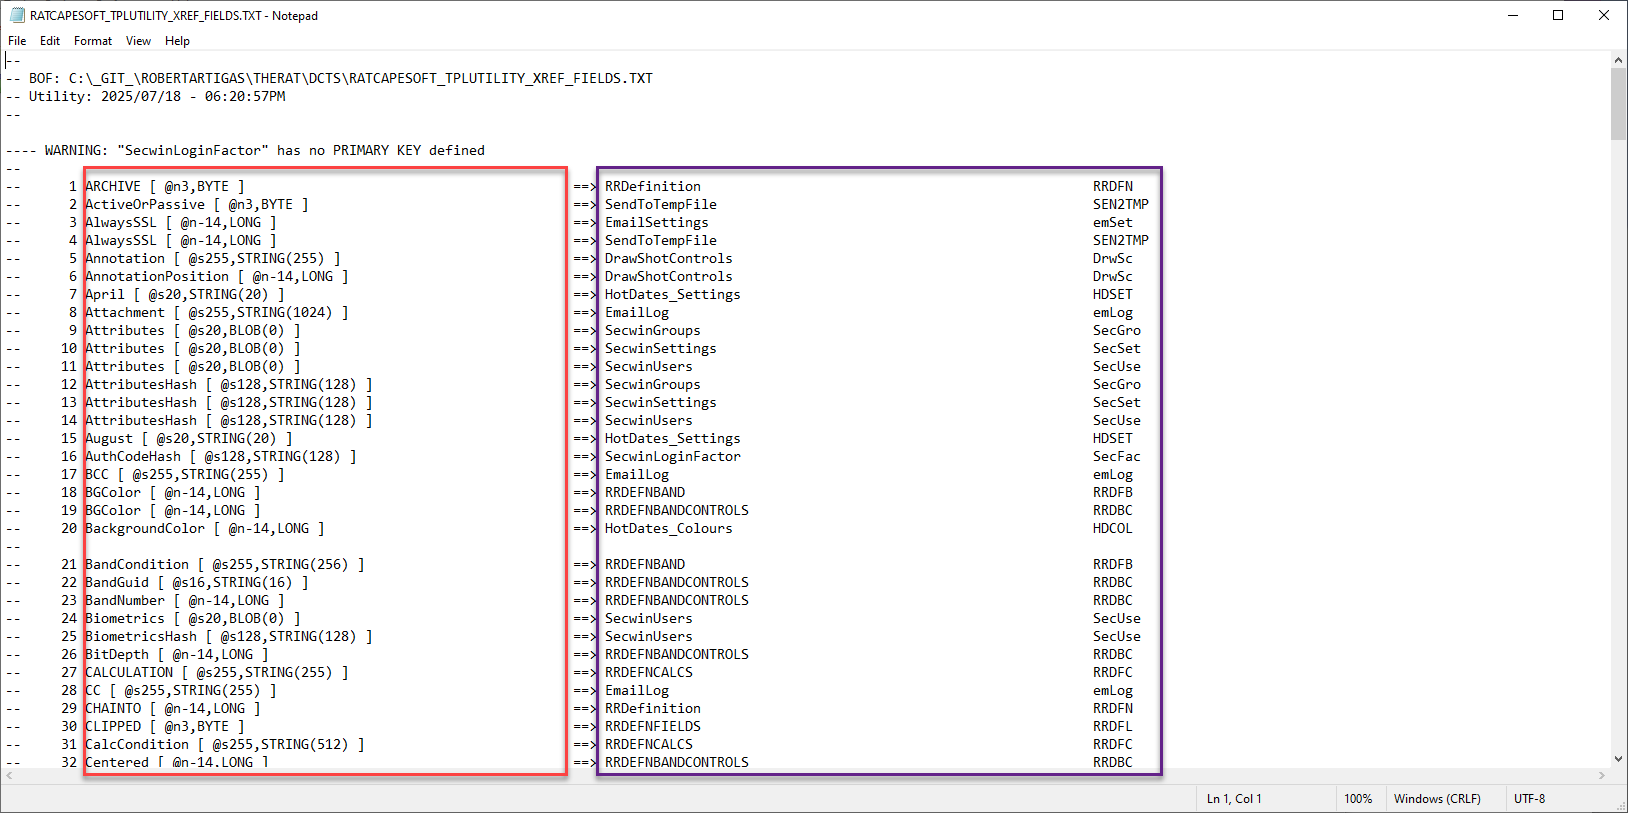 RATCAPESOFT_TPLUTILITY_XREF_FIELDS.TXT - Notepad
File Edit Format View Help
--
-- BOF: C:\_GIT_\ROBERTARTIGAS\THERAT\DCTS\RATCAPESOFT_TPLUTILITY_XREF_FIELDS.TXT
-- Utility: 2025/07/18 - 06:20:57PM
--
---- WARNING: "SecwinLoginFactor" has no PRIMARY KEY defined
--
-- 1 ARCHIVE [ @n3,BYTE ] ==> RRDefinition RRDFN
-- 2 ActiveOrPassive [ @n3,BYTE ] ==> SendToTempFile SEN2TMP
-- 3 AlwaysSSL [ @n-14,LONG ] ==> EmailSettings emSet
-- 4 AlwaysSSL [ @n-14,LONG ] ==> SendToTempFile SEN2TMP
-- 5 Annotation [ @s255,STRING(255) ] ==> DrawShotControls DrwSc
-- 6 AnnotationPosition [ @n-14,LONG ] ==> DrawShotControls DrwSc
-- 7 April [ @s20,STRING(20) ] ==> HotDates_Settings HDSET
-- 8 Attachment [ @s255,STRING(1024) ] ==> EmailLog emLog
-- 9 Attributes [ @s20,BLOB(0) ] ==> SecwinGroups SecGro
-- 10 Attributes [ @s20,BLOB(0) ] ==> SecwinSettings SecSet
-- 11 Attributes [ @s20,BLOB(0) ] ==> SecwinUsers SecUse
-- 12 AttributesHash [ @s128,STRING(128) ] ==> SecwinGroups SecGro
-- 13 AttributesHash [ @s128,STRING(128) ] ==> SecwinSettings SecSet
-- 14 AttributesHash [ @s128,STRING(128) ] ==> SecwinUsers SecUse
-- 15 August [ @s20,STRING(20) ] ==> HotDates_Settings HDSET
-- 16 AuthCodeHash [ @s128,STRING(128) ] ==> SecwinLoginFactor SecFac
-- 17 BCC [ @s255,STRING(255) ] ==> EmailLog emLog
-- 18 BGColor [ @n-14,LONG ] ==> RRDEFNBAND RRDFB
-- 19 BGColor [ @n-14,LONG ] ==> RRDEFNBANDCONTROLS RRDBC
-- 20 BackgroundColor [ @n-14,LONG ] ==> HotDates_Colours HDCOL
--
-- 21 BandCondition [ @s255,STRING(256) ] ==> RRDEFNBAND RRDFB
-- 22 BandGuid [ @s16,STRING(16) ] ==> RRDEFNBANDCONTROLS RRDBC
-- 23 BandNumber [ @n-14,LONG ] ==> RRDEFNBANDCONTROLS RRDBC
-- 24 Biometrics [ @s20,BLOB(0) ] ==> SecwinUsers SecUse
-- 25 BiometricsHash [ @s128,STRING(128) ] ==> SecwinUsers SecUse
-- 26 BitDepth [ @n-14,LONG ] ==> RRDEFNBANDCONTROLS RRDBC
-- 27 CALCULATION [ @s255,STRING(255) ] ==> RRDEFNCALCS RRDFC
-- 28 CC [ @s255,STRING(255) ] ==> EmailLog emLog
-- 29 CHAINTO [ @n-14,LONG ] ==> RRDefinition RRDFN
-- 30 CLIPPED [ @n3,BYTE ] ==> RRDEFNFIELDS RRDFL
-- 31 CalcCondition [ @s255,STRING(512) ] ==> RRDEFNCALCS RRDFC
-- 32 Centered [ @n-14,LONG ] ==> RRDEFNBANDCONTROLS RRDBC
Ln 1, Col 1 100% Windows (CRLF) UTF-8